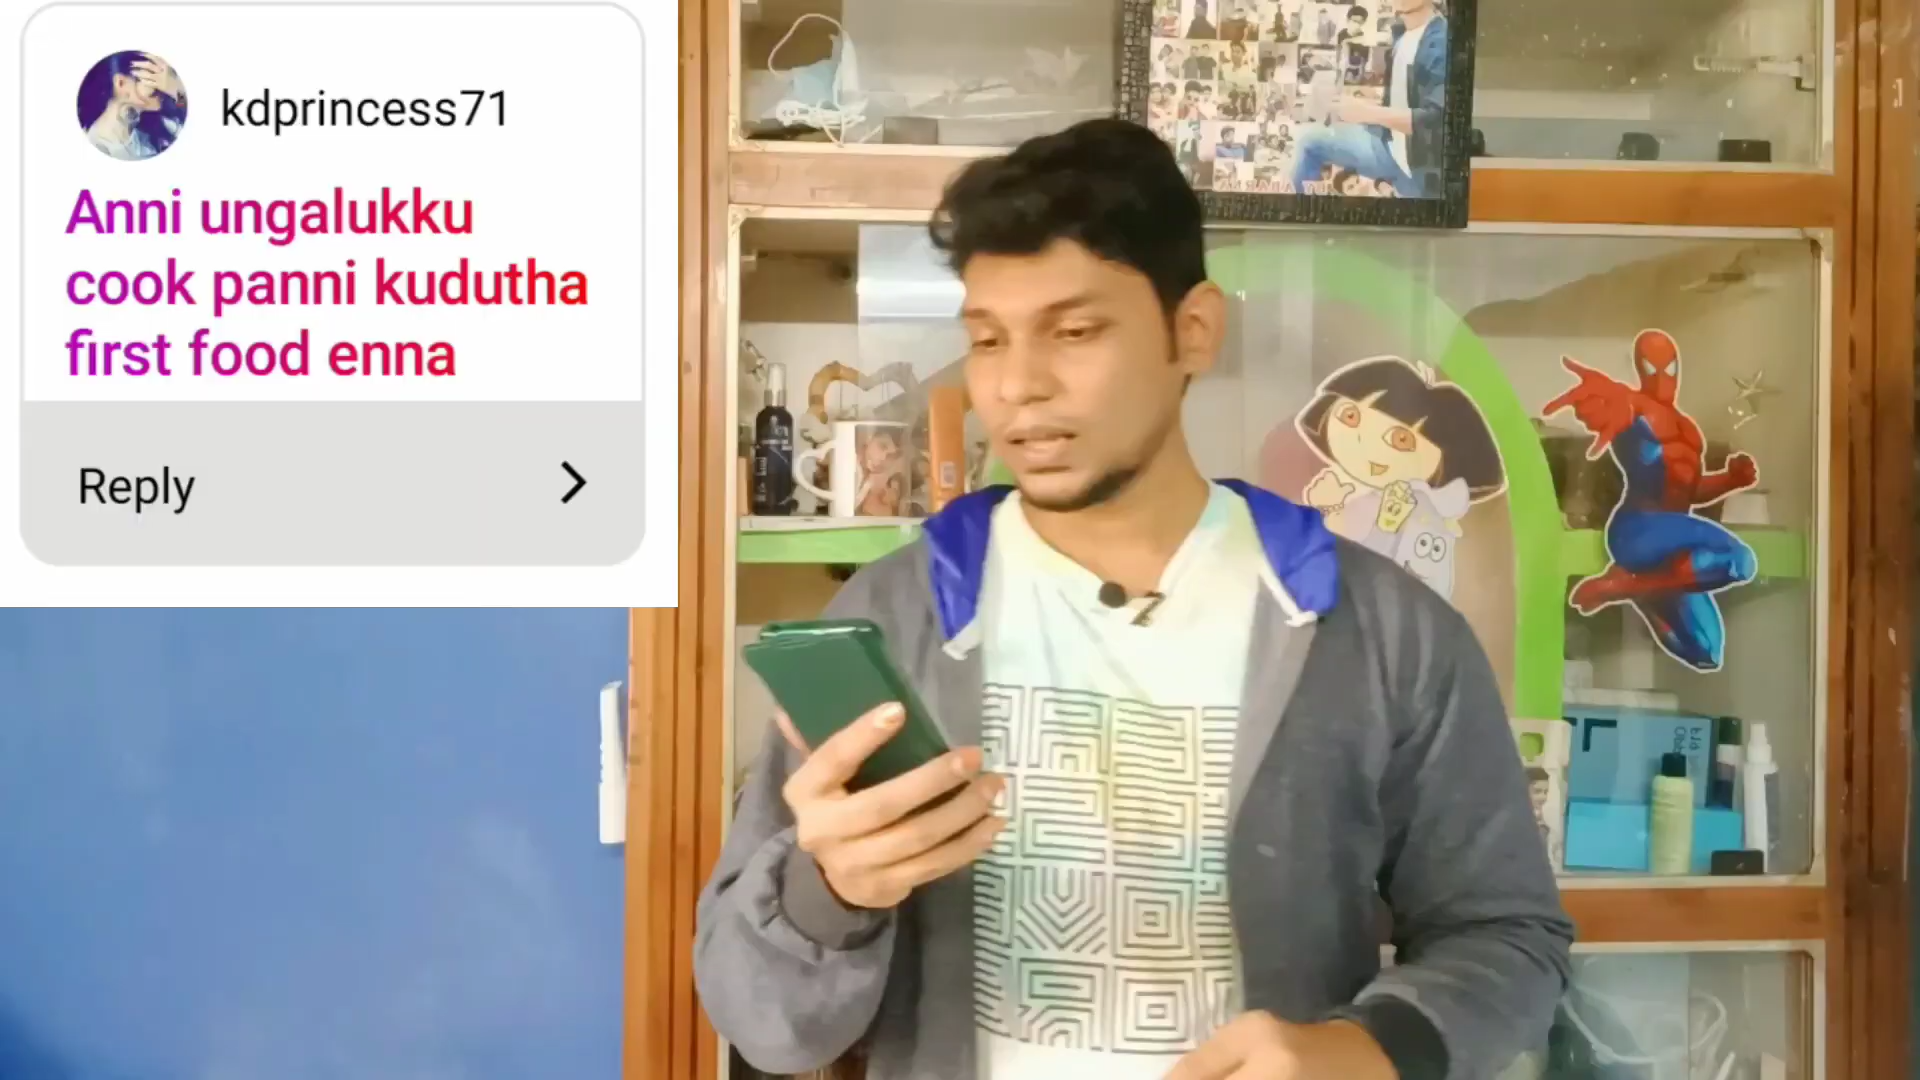 kdprincess71
Anni ungalukku
cook panni kudutha
first food enna
Reply